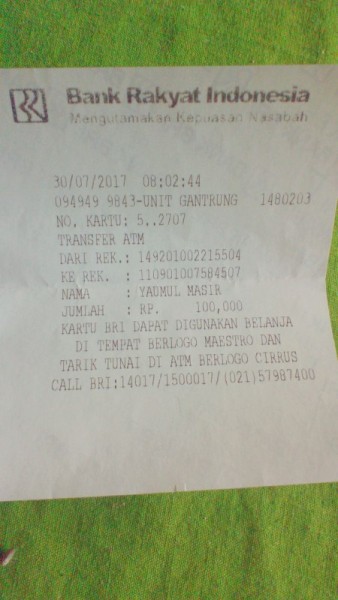 Bank Rakyat Indonesia
Mengutamakan Kepuasan Nasabah
30/07/2017 08:02:44
094949 9843-UNIT GANTRUNG 1480203
NO. KARTU: 5..2707
TRANSFER ATM
DARI REK.: 149201002215504
KE REK. : 110901007584507
NAMA : YADMUL MASIR
JUMLAH : RP. 100,000
KARTU BRI DAPAT DIGUNAKAN BELANJA
DI TEMPAT BERLOGO MAESTRO DAN
TARIK TUNAI DI ATM BERLOGO CIRRUS
CALL BRI:14017/1500017/(021)57987400